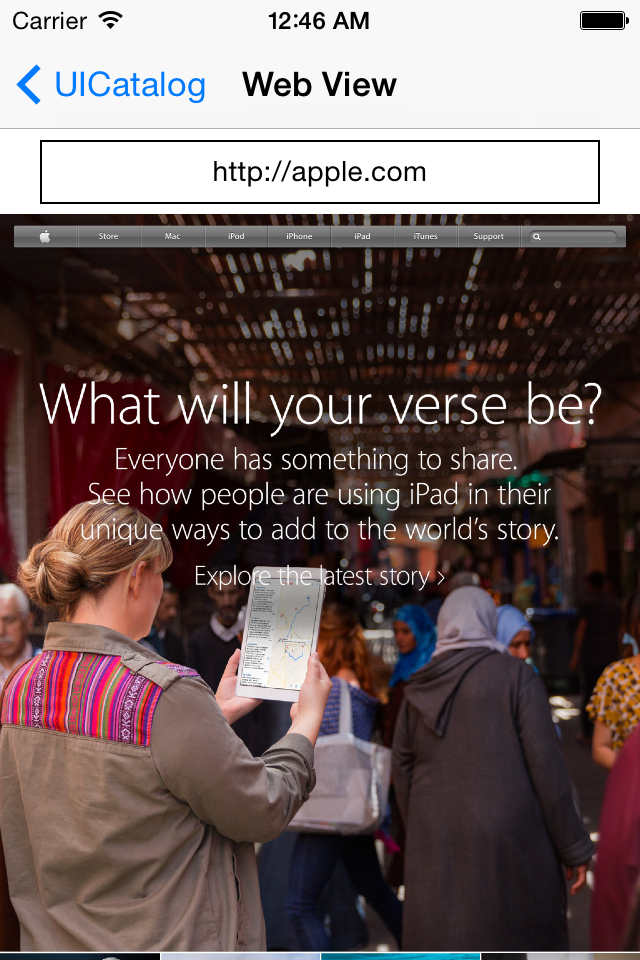 Carrier 12:46 AM
UICatalog Web View
http://apple.com
Store Mac iPod iPhone iPad iTunes Support
What will your verse be?
Everyone has something to share.
See how people are using iPad in their
unique ways to add to the world's story.
Explore the latest story ›